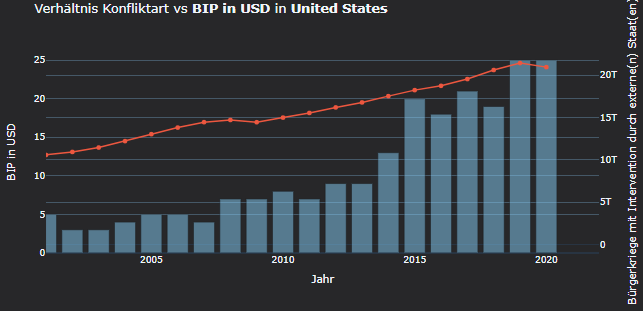 Verhältnis Konfliktart vs BIP in USD in United States
25
20
15
10
5
0
BIP in USD
2005
2010
2015
2020
Jahr
20T
15T
10T
5T
0
Bürgerkriege mit Intervention durch externe(n) Staat(en)